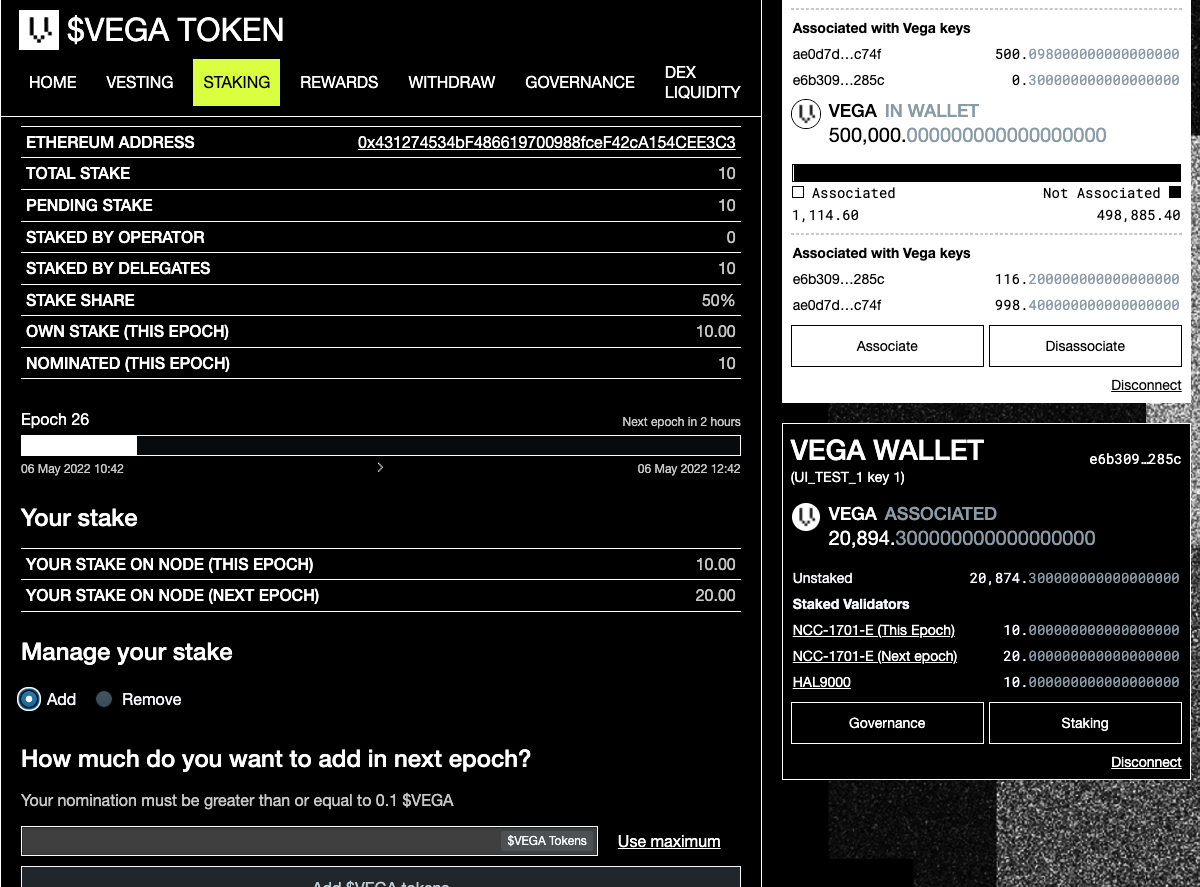 $VEGA TOKEN
HOME VESTING STAKING REWARDS WITHDRAW GOVERNANCE DEX LIQUIDITY
ETHEREUM ADDRESS 0x431274534bF486619700988fceF42cA154CEE3C3
TOTAL STAKE 10
PENDING STAKE 10
STAKED BY OPERATOR 0
STAKED BY DELEGATES 10
STAKE SHARE 50%
OWN STAKE (THIS EPOCH) 10.00
NOMINATED (THIS EPOCH) 10
Epoch 26 Next epoch in 2 hours
06 May 2022 10:42 > 06 May 2022 12:42
Your stake
YOUR STAKE ON NODE (THIS EPOCH) 10.00
YOUR STAKE ON NODE (NEXT EPOCH) 20.00
Manage your stake
Add Remove
How much do you want to add in next epoch?
Your nomination must be greater than or equal to 0.1 $VEGA
$VEGA Tokens Use maximum
Add $VEGA tokens
Associated with Vega keys
ae0d7d…c74f 500.098000000000000000
e6b309…285c 0.300000000000000000
VEGA IN WALLET
500,000.000000000000000000
Associated Not Associated
1,114.60 498,885.40
Associated with Vega keys
e6b309…285c 116.200000000000000000
ae0d7d…c74f 998.400000000000000000
Associate Disassociate
Disconnect
VEGA WALLET e6b309…285c
(UI_TEST_1 key 1)
VEGA ASSOCIATED
20,894.300000000000000000
Unstaked 20,874.300000000000000000
Staked Validators
NCC-1701-E (This Epoch) 10.000000000000000000
NCC-1701-E (Next epoch) 20.000000000000000000
HAL9000 10.000000000000000000
Governance Staking
Disconnect